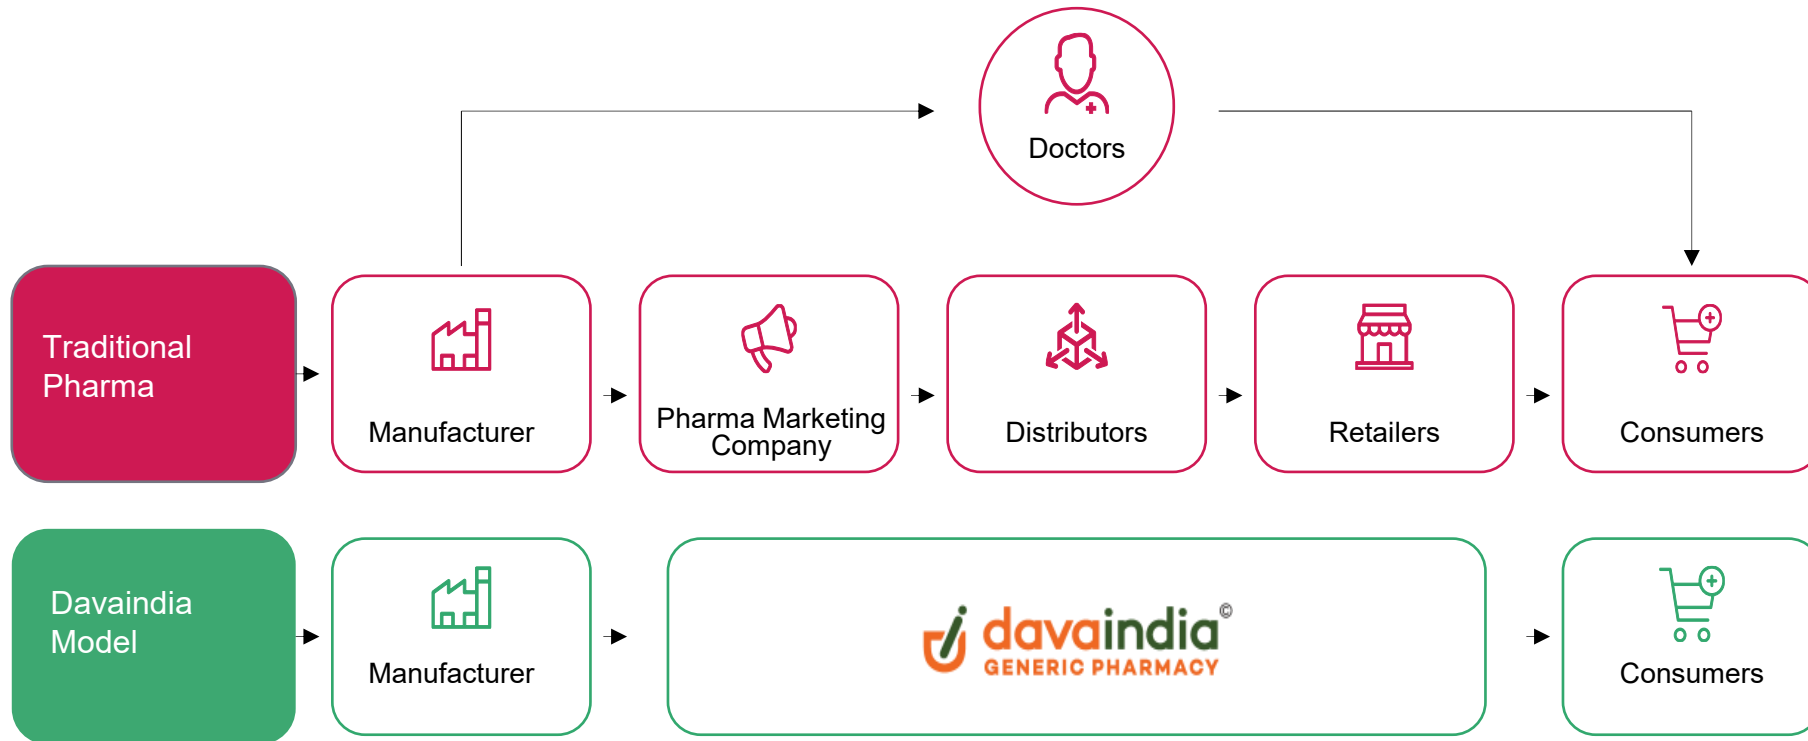 Doctors
Traditional
Pharma
Manufacturer
Pharma Marketing
Company
Distributors
Retailers
Consumers
Davaindia
Model
Manufacturer
davaindia©
GENERIC PHARMACY
Consumers